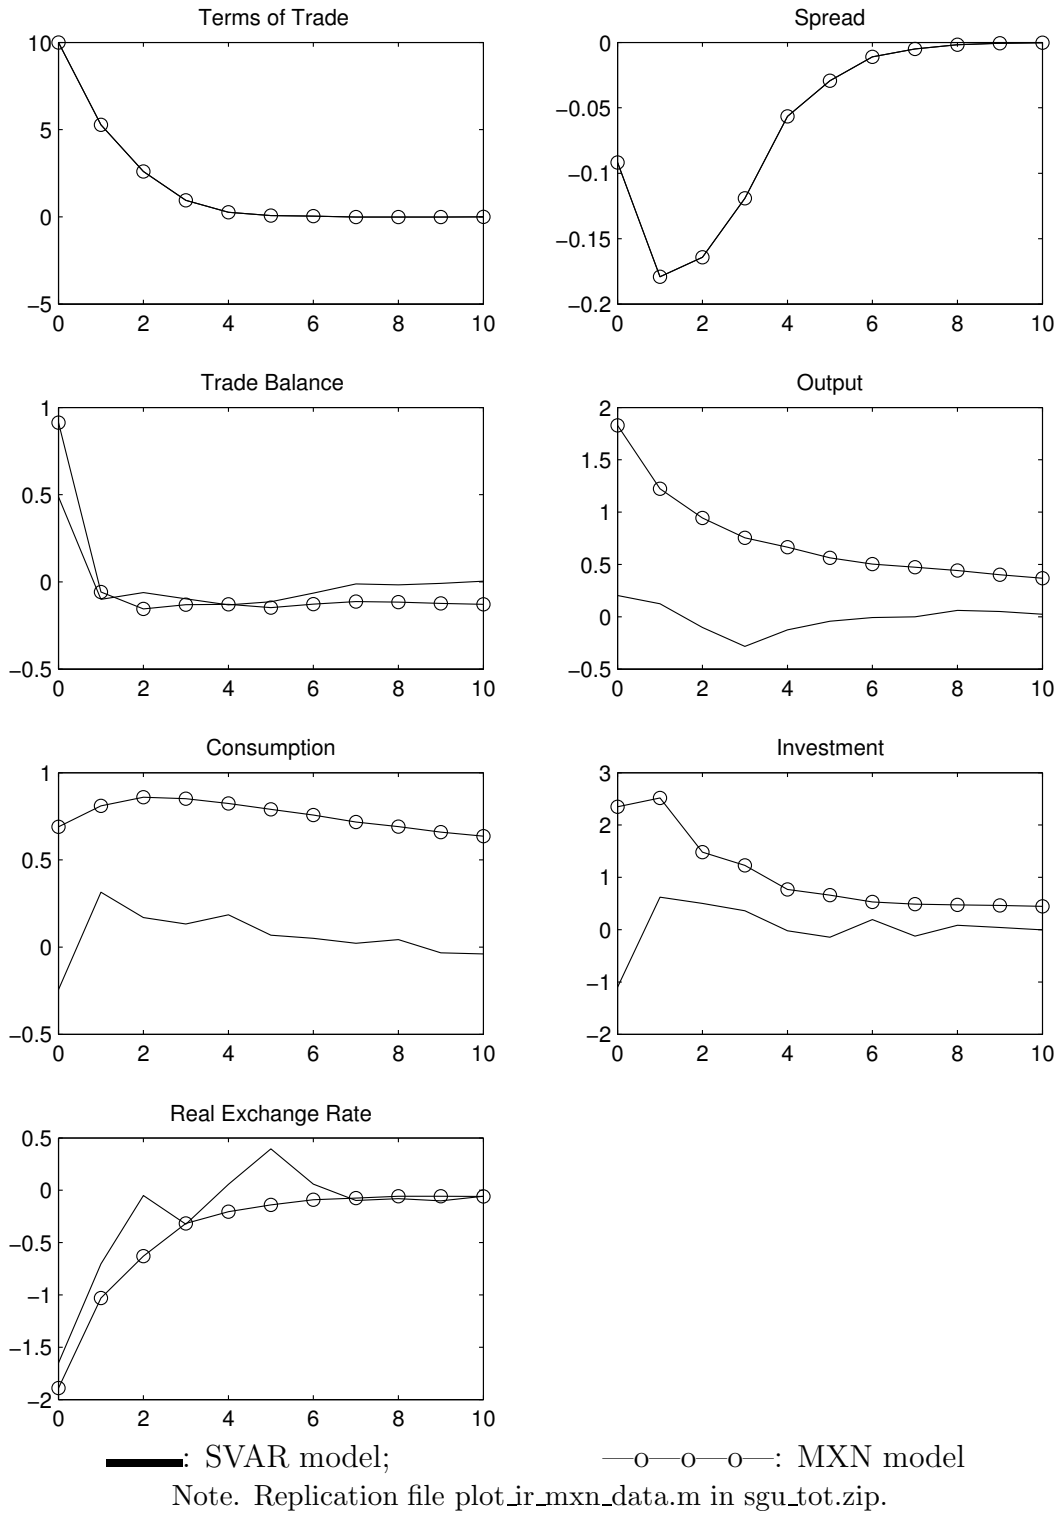 Terms of Trade
10
5
0
−5
0 2 4 6 8 10
Spread
0
−0.05
−0.1
−0.15
−0.2
0 2 4 6 8 10
Trade Balance
1
0.5
0
−0.5
0 2 4 6 8 10
Output
2
1.5
1
0.5
0
−0.5
0 2 4 6 8 10
Consumption
1
0.5
0
−0.5
0 2 4 6 8 10
Investment
3
2
1
0
−1
−2
0 2 4 6 8 10
Real Exchange Rate
0.5
0
−0.5
−1
−1.5
−2
0 2 4 6 8 10
: SVAR model; —o—o—o—: MXN model
Note. Replication file plot_ir_mxn_data.m in sgu_tot.zip.